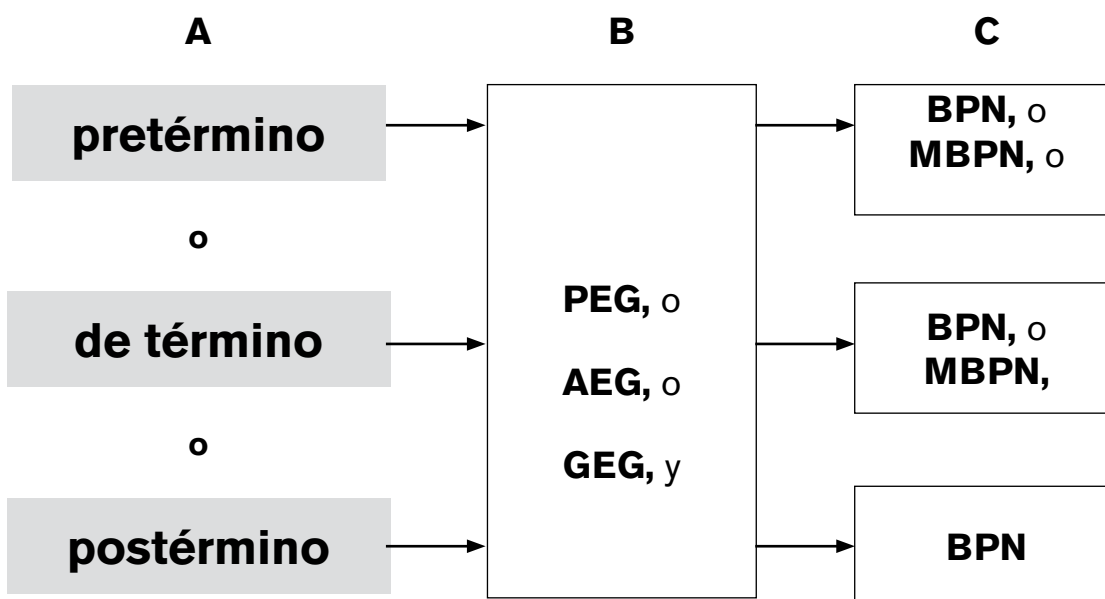 A
B
C
pretérmino
o
de término
o
postérmino
PEG, o
AEG, o
GEG, y
BPN, o
MBPN, o
BPN, o
MBPN,
BPN